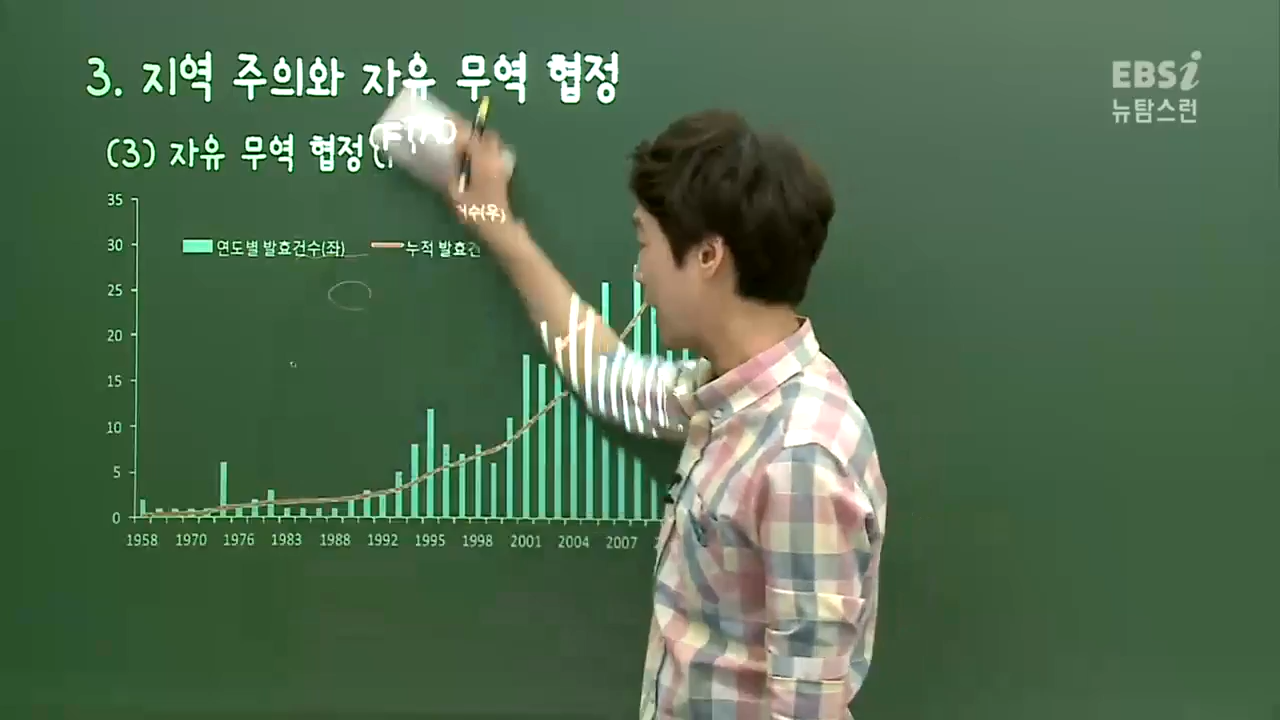 3. 지역 주의와 자유 무역 협정
EBSi
뉴탐스런
(3) 자유 무역 협정
35
30
25
20
15
10
5
0
연도별 발효건수(좌)
누적 발효건
1958 1970 1976 1983 1988 1992 1995 1998 2001 2004 2007